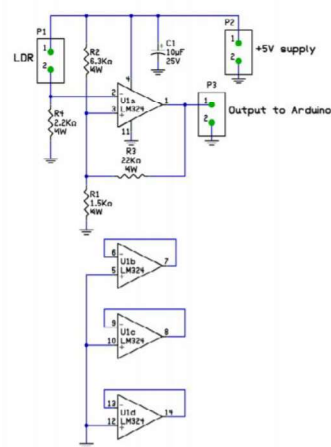 P1
LDR
1
2
R2
6.3KΩ
¼W
C1
10µF
25V
P2
1
2
+5V supply
P3
1
2
Output to Arduino
4
2
-
3
+
U1a
LM324
1
11
R4
2.2KΩ
¼W
R3
22KΩ
¼W
R1
1.5KΩ
¼W
6
-
5
+
U1b
LM324
7
9
-
10
+
U1c
LM324
8
13
-
12
+
U1d
LM324
14